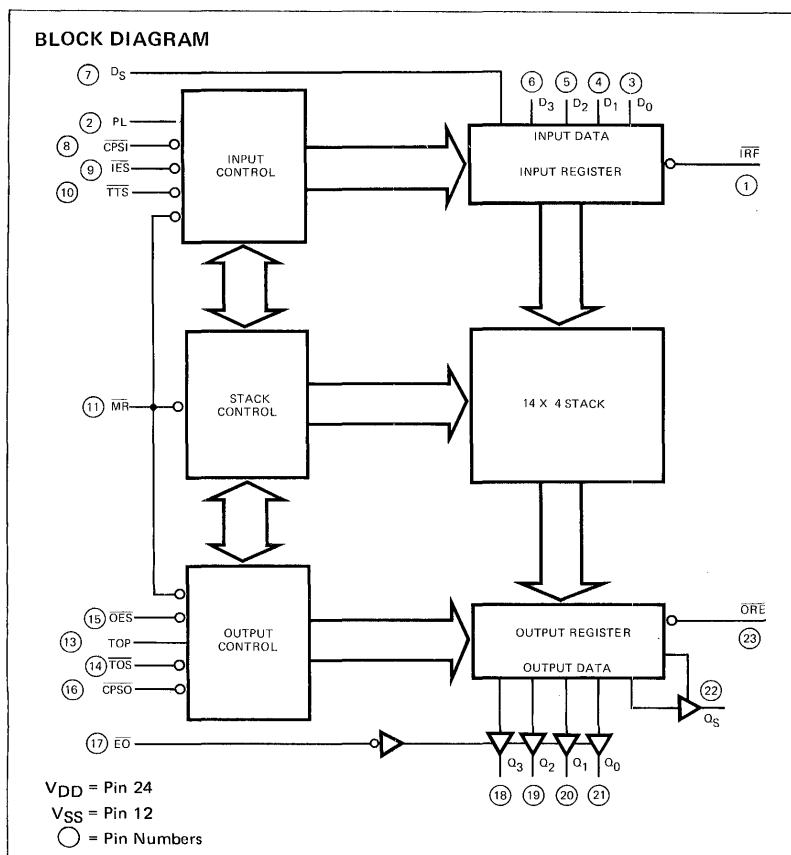 BLOCK DIAGRAM
7 DS
6 5 4 3
D3 D2 D1 D0
2 PL
8 CPSI
9 IES
10 TTS
INPUT
CONTROL
INPUT DATA
INPUT REGISTER
IRF
1
11 MR
STACK
CONTROL
14 X 4 STACK
15 OES
13 TOP
14 TOS
16 CPSO
OUTPUT
CONTROL
OUTPUT REGISTER
OUTPUT DATA
ORE
23
22
QS
17 EO
Q3 Q2 Q1 Q0
18 19 20 21
VDD = Pin 24
VSS = Pin 12
= Pin Numbers